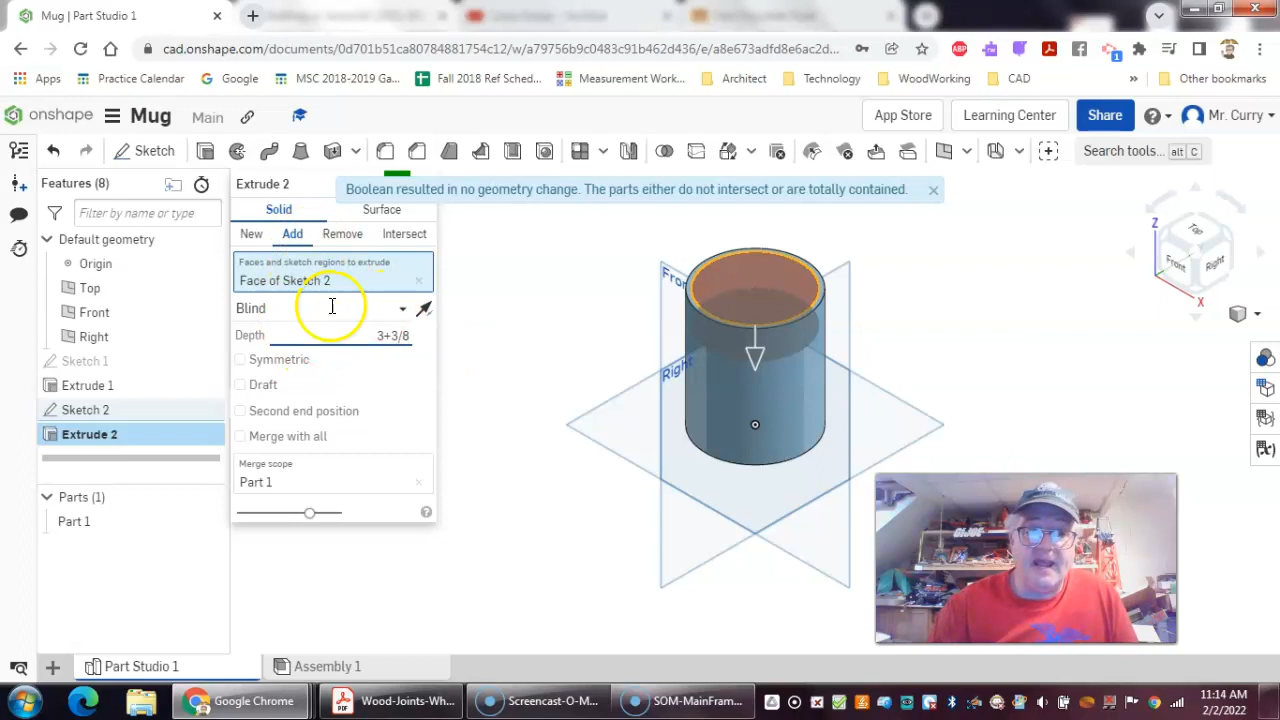 Mug | Part Studio 1
cad.onshape.com/documents/0d701b51ca80784881754c12/w/a79756b9c0483c91b462d436/e/a8e673adfd8e6ac2d...
ABP
1
Apps
Practice Calendar
Google
MSC 2018-2019 Ga...
Fall 2018 Ref Sched...
Measurement Work...
Architect
Technology
WoodWorking
CAD
»
Other bookmarks
onshape
Mug
Main
App Store
Learning Center
Share
Mr. Curry
Sketch
Search tools...
alt
C
Features (8)
Filter by name or type
Default geometry
Origin
Top
Front
Right
Sketch 1
Extrude 1
Sketch 2
Extrude 2
Parts (1)
Part 1
Extrude 2
Boolean resulted in no geometry change. The parts either do not intersect or are totally contained.
Solid
Surface
New
Add
Remove
Intersect
Faces and sketch regions to extrude
Face of Sketch 2
Blind
Depth
3+3/8
Symmetric
Draft
Second end position
Merge with all
Merge scope
Part 1
Fron
Right
Z
Top
Front
Right
X
(x)
GI JOE
Part Studio 1
Assembly 1
Google Chrome
PDF
Wood-Joints-Wh...
Screencast-O-M...
SOM-MainFram...
11:14 AM
2/2/2022